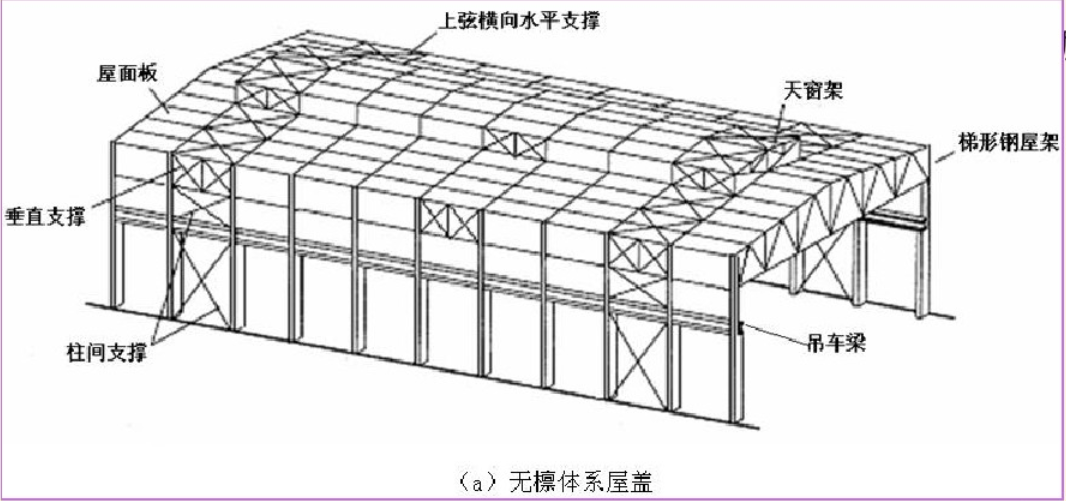 上弦横向水平支撑
屋面板
天窗架
梯形钢屋架
垂直支撑
柱间支撑
吊车梁
（a）无檩体系屋盖